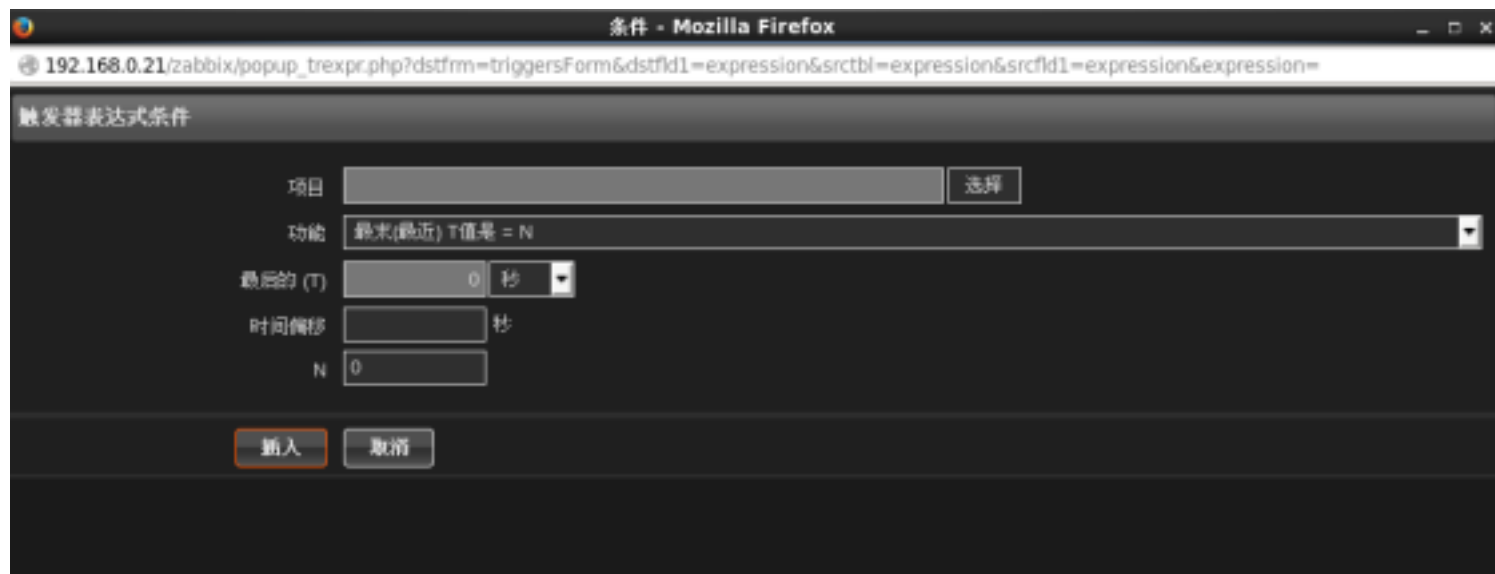 条件 - Mozilla Firefox
192.168.0.21/zabbix/popup_trexpr.php?dstfrm=triggersForm&dstfld1=expression&srctbl=expression&srcfld1=expression&expression=
触发器表达式条件
项目 选择
功能 最末(最近) T值是 = N
最后的 (T) 0 秒
时间偏移 秒
N 0
插入 取消